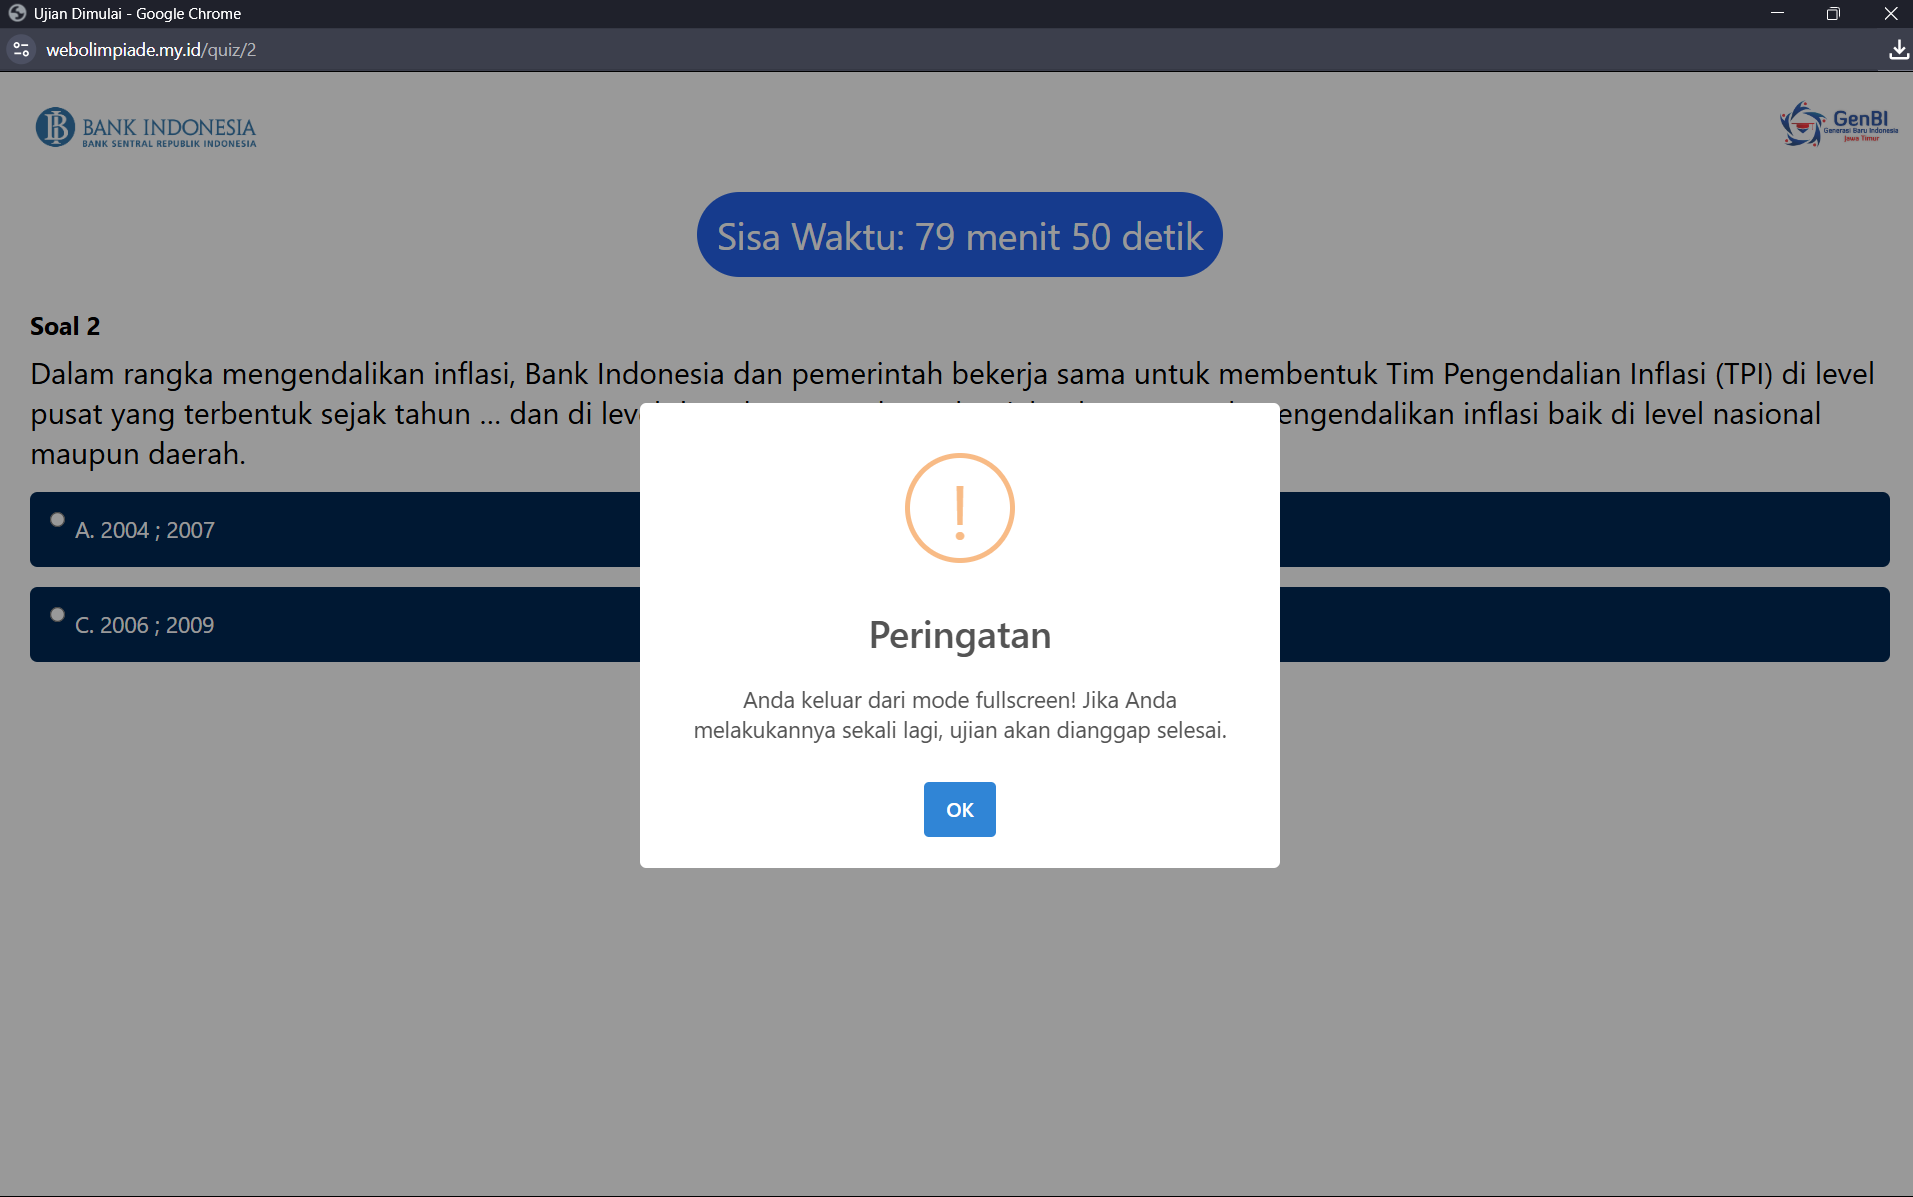 Ujian Dimulai - Google Chrome
webolimpiade.my.id/quiz/2
BANK INDONESIA
BANK SENTRAL REPUBLIK INDONESIA
GenBI
Generasi Baru Indonesia
Jawa Timur
Sisa Waktu: 79 menit 50 detik
Soal 2
Dalam rangka mengendalikan inflasi, Bank Indonesia dan pemerintah bekerja sama untuk membentuk Tim Pengendalian Inflasi (TPI) di level
pusat yang terbentuk sejak tahun ... dan di inflasi baik di level nasional
maupun daerah.
A. 2004 ; 2007
C. 2006 ; 2009
Peringatan
Anda keluar dari mode fullscreen! Jika Anda
melakukannya sekali lagi, ujian akan dianggap selesai.
OK